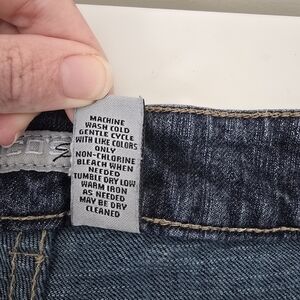 MACHINE
WASH COLD
GENTLE CYCLE
WITH LIKE COLORS
ONLY
NON-CHLORINE
BLEACH WHEN
NEEDED
TUMBLE DRY LOW
WARM IRON
AS NEEDED
MAY BE DRY
CLEANED